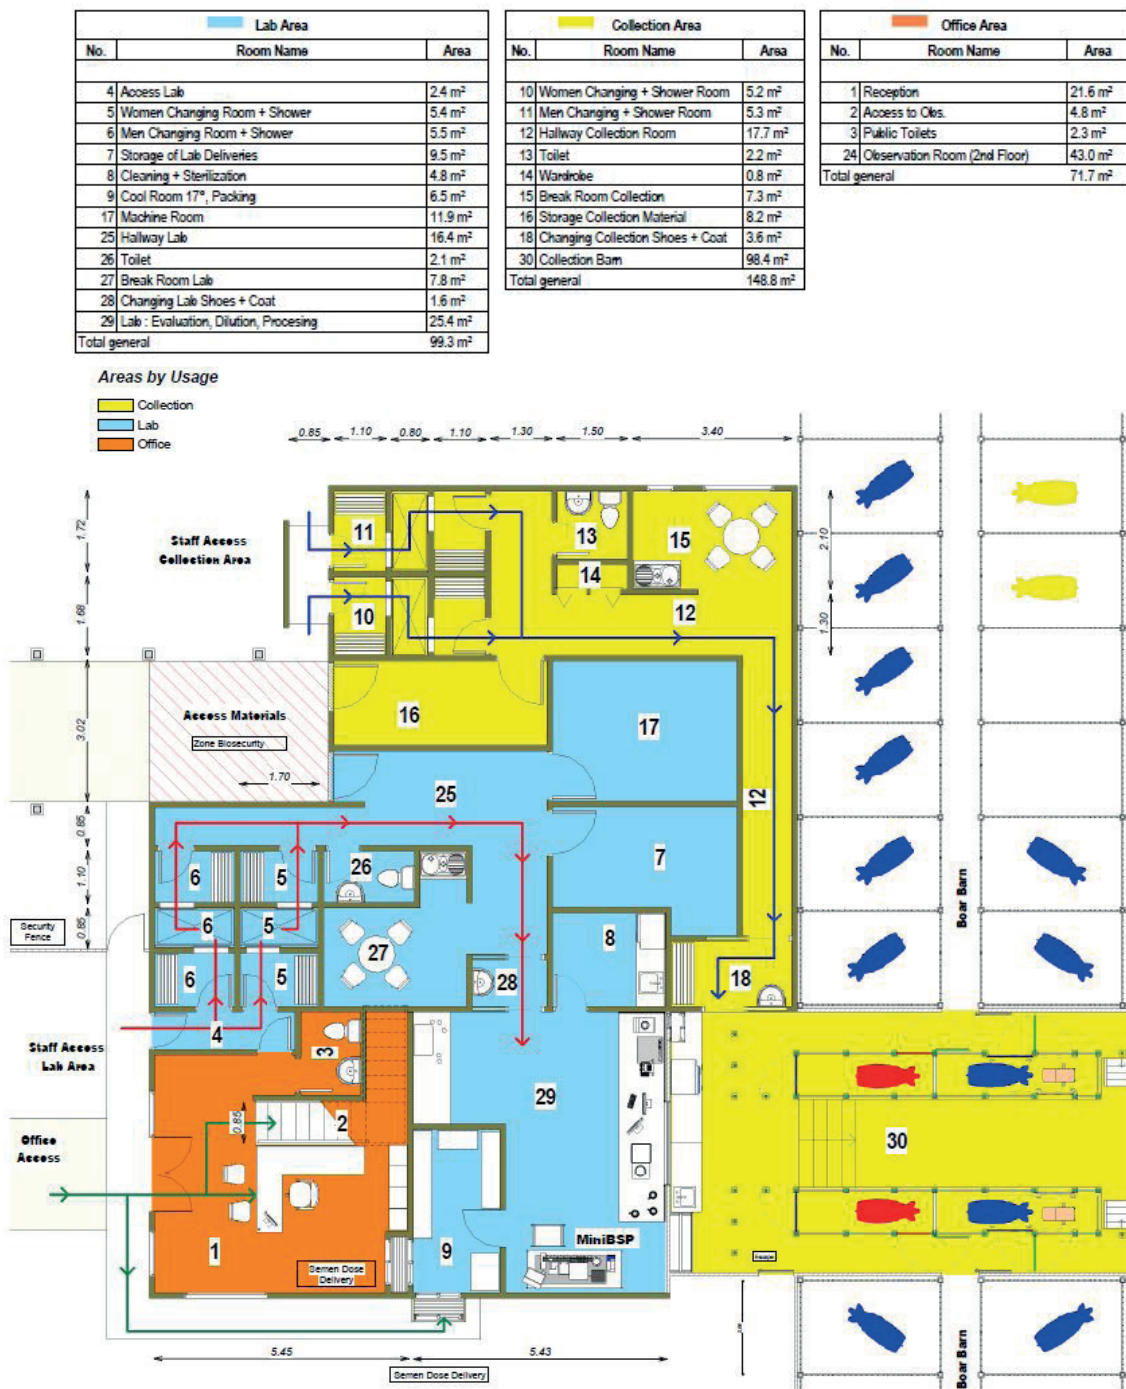 Lab Area
No. Room Name Area
4 Access Lab 2.4 m²
5 Women Changing Room + Shower 5.4 m²
6 Men Changing Room + Shower 5.5 m²
7 Storage of Lab Deliveries 9.5 m²
8 Cleaning + Sterilization 4.8 m²
9 Cool Room 17°, Packing 6.5 m²
17 Machine Room 11.9 m²
25 Hallway Lab 16.4 m²
26 Toilet 2.1 m²
27 Break Room Lab 7.8 m²
28 Changing Lab Shoes + Coat 1.6 m²
29 Lab : Evaluation, Dilution, Procesing 25.4 m²
Total general 99.3 m²
Collection Area
No. Room Name Area
10 Women Changing + Shower Room 5.2 m²
11 Men Changing + Shower Room 5.3 m²
12 Hallway Collection Room 17.7 m²
13 Toilet 2.2 m²
14 Wardrobe 0.8 m²
15 Break Room Collection 7.3 m²
16 Storage Collection Material 8.2 m²
18 Changing Collection Shoes + Coat 3.6 m²
30 Collection Barn 98.4 m²
Total general 148.8 m²
Office Area
No. Room Name Area
1 Reception 21.6 m²
2 Access to Obs. 4.8 m²
3 Public Toilets 2.3 m²
24 Observation Room (2nd Floor) 43.0 m²
Total general 71.7 m²
Areas by Usage
Collection
Lab
Office
0.85 1.10 0.80 1.10 1.30 1.50 3.40
1.72
Staff Access
Collection Area
11
13
15
2.10
14
1.68
10
12
1.30
3.02
Access Materials
Zone Biosecurity
1.70
16
17
25
12
0.85
1.10
0.85
6
5
26
7
Security
Fence
6
5
27
8
Boar Barn
6
5
28
18
4
Staff Access
Lab Area
3
29
0.85
2
30
Office
Access
1
9
MiniBSP
Escape
Semen Dose
Delivery
5.45
5.43
Semen Dose Delivery
Boar Barn